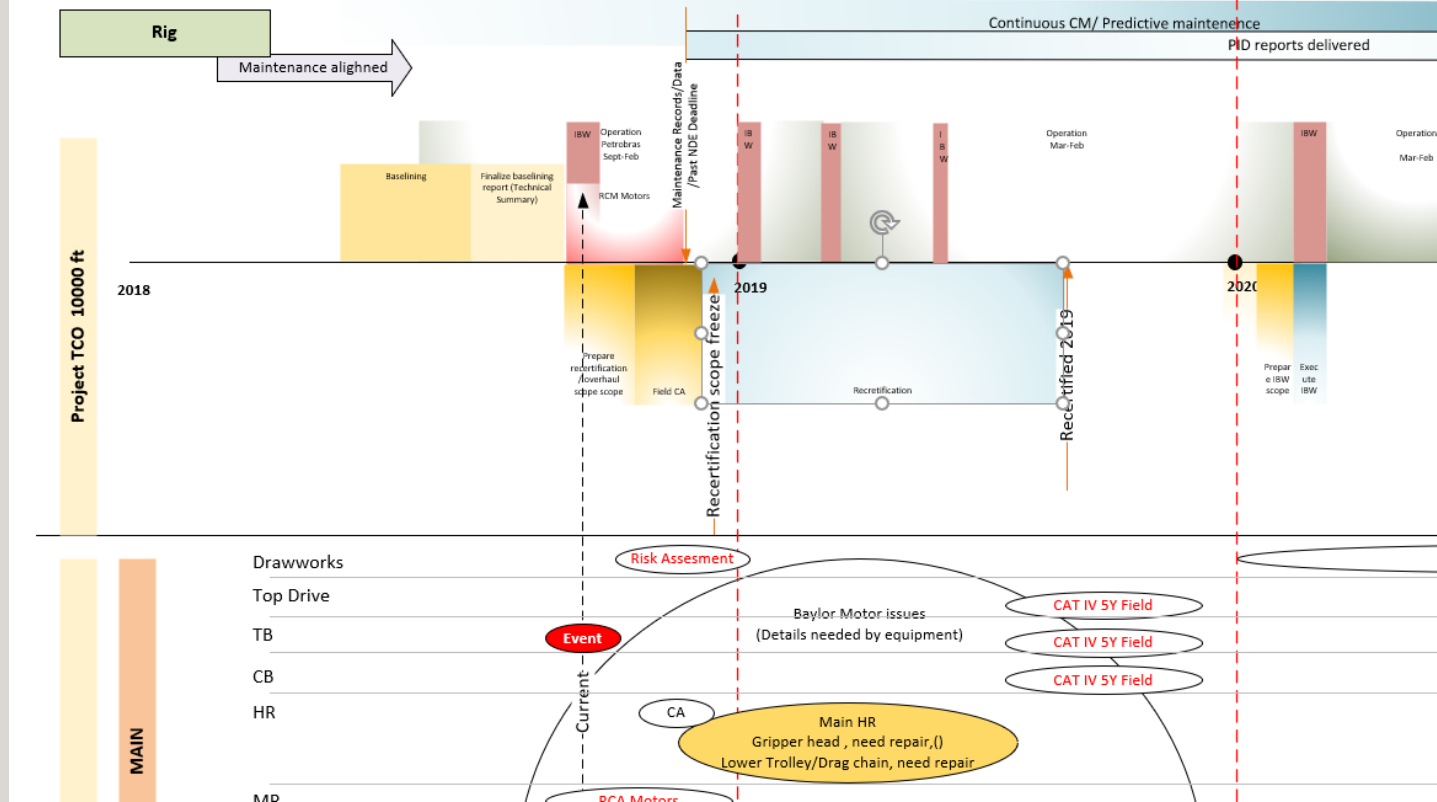 Rig
Maintenance alighned
Continuous CM/ Predictive maintenence
PID reports delivered
Maintenance Records/Data
/Past NDE Deadline
Baselining
Finalize baselining
report (Technical
Summary)
IBW
Operation
Petrobras
Sept-Feb
RCM Motors
IB
W
IB
W
I
B
W
Operation
Mar-Feb
IBW
Operation
Mar-Feb
Project TCO 10000 ft
2018
2019
2020
Prepare
recertification
/overhaul
scope scope
Field CA
Recertification scope freeze
Recretification
Recertified 2019
Prepar
e IBW
scope
Exec
ute
IBW
MAIN
Drawworks
Risk Assesment
Top Drive
CAT IV 5Y Field
Baylor Motor issues
(Details needed by equipment)
TB
Event
CAT IV 5Y Field
CB
CAT IV 5Y Field
Current
HR
CA
Main HR
Gripper head , need repair,()
Lower Trolley/Drag chain, need repair
MR
RCA Motors